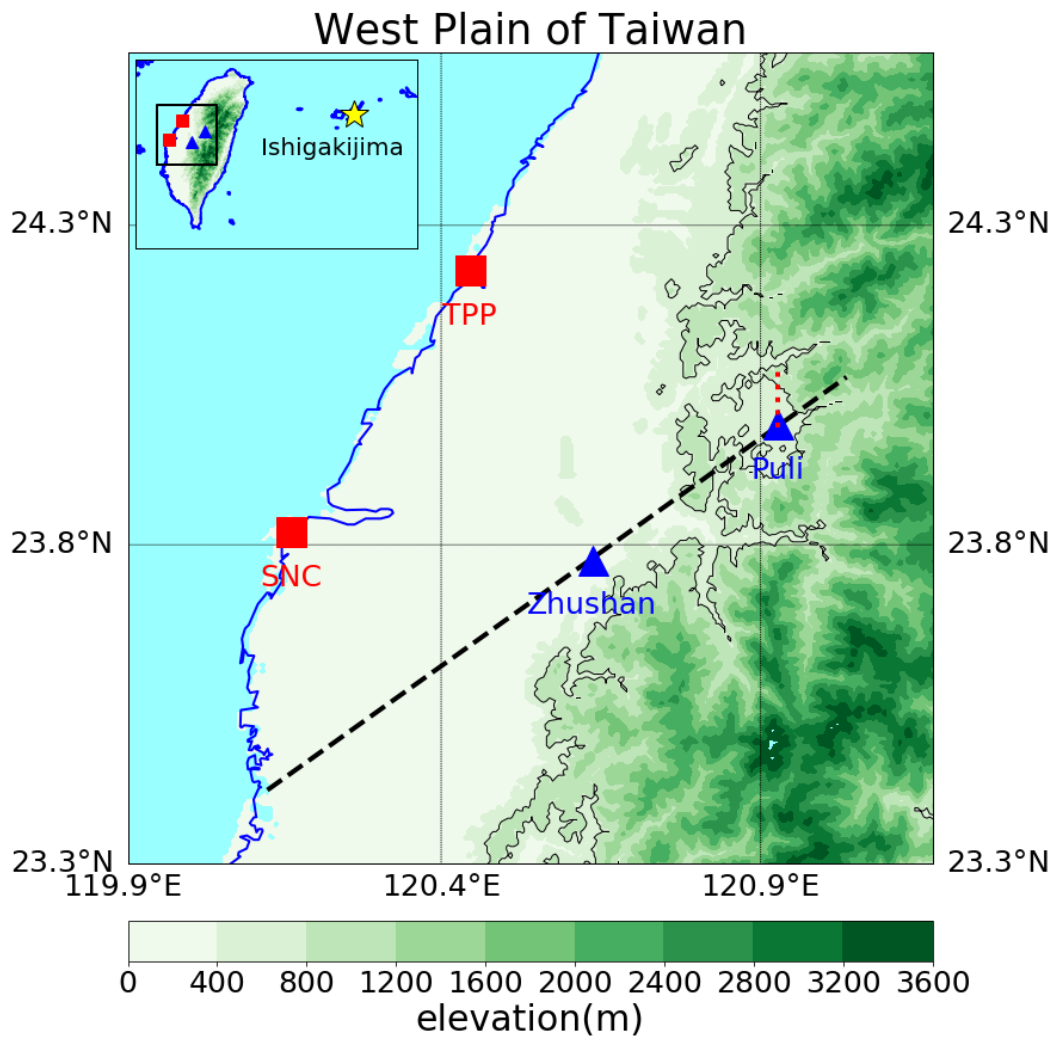 West Plain of Taiwan
Ishigakijima
24.3°N 24.3°N
TPP
Puli
23.8°N 23.8°N
SNC
Zhushan
23.3°N 23.3°N
119.9°E 120.4°E 120.9°E
0 400 800 1200 1600 2000 2400 2800 3200 3600
elevation(m)